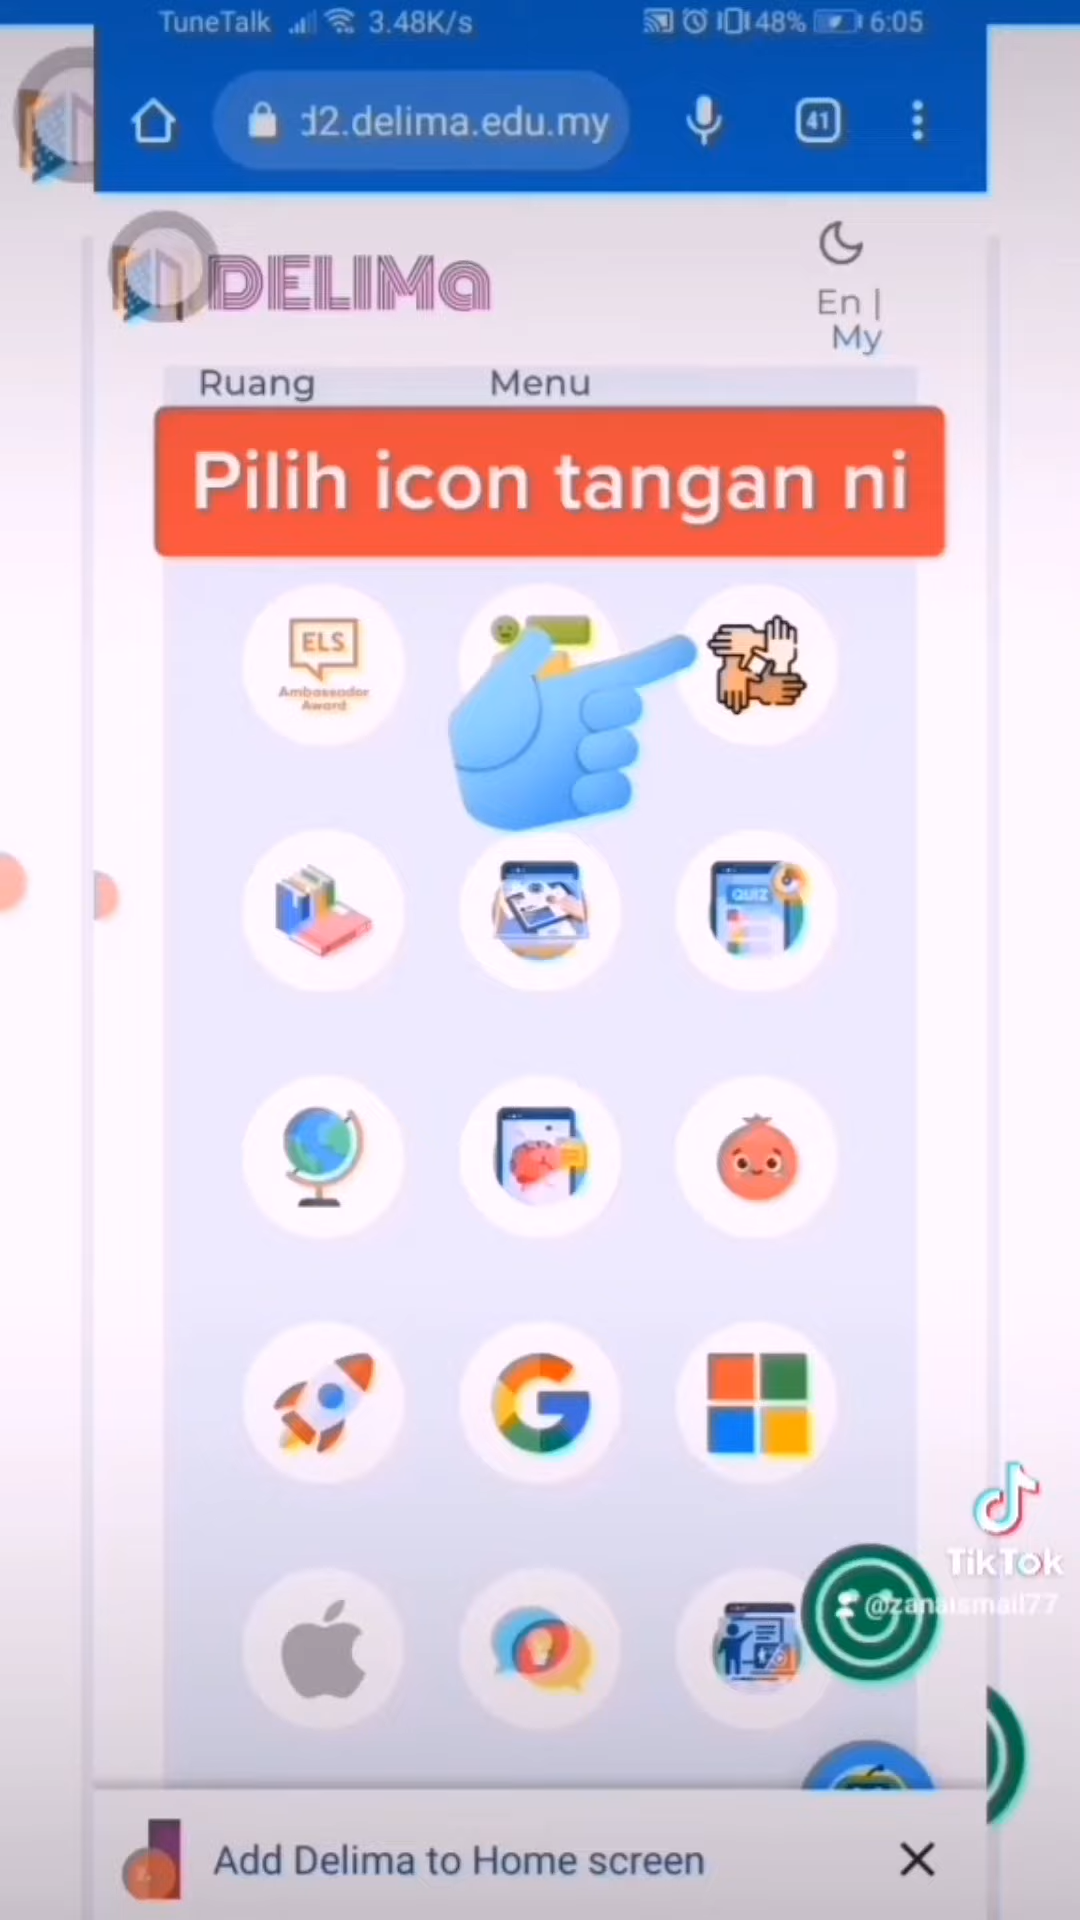 TuneTalk 3.48K/s 48% 6:05
d2.delima.edu.my 41
DELIMa
En |
My
Ruang Menu
Pilih icon tangan ni
ELS
Ambassador
Award
QUIZ
TikTok
@zanaismail77
Add Delima to Home screen